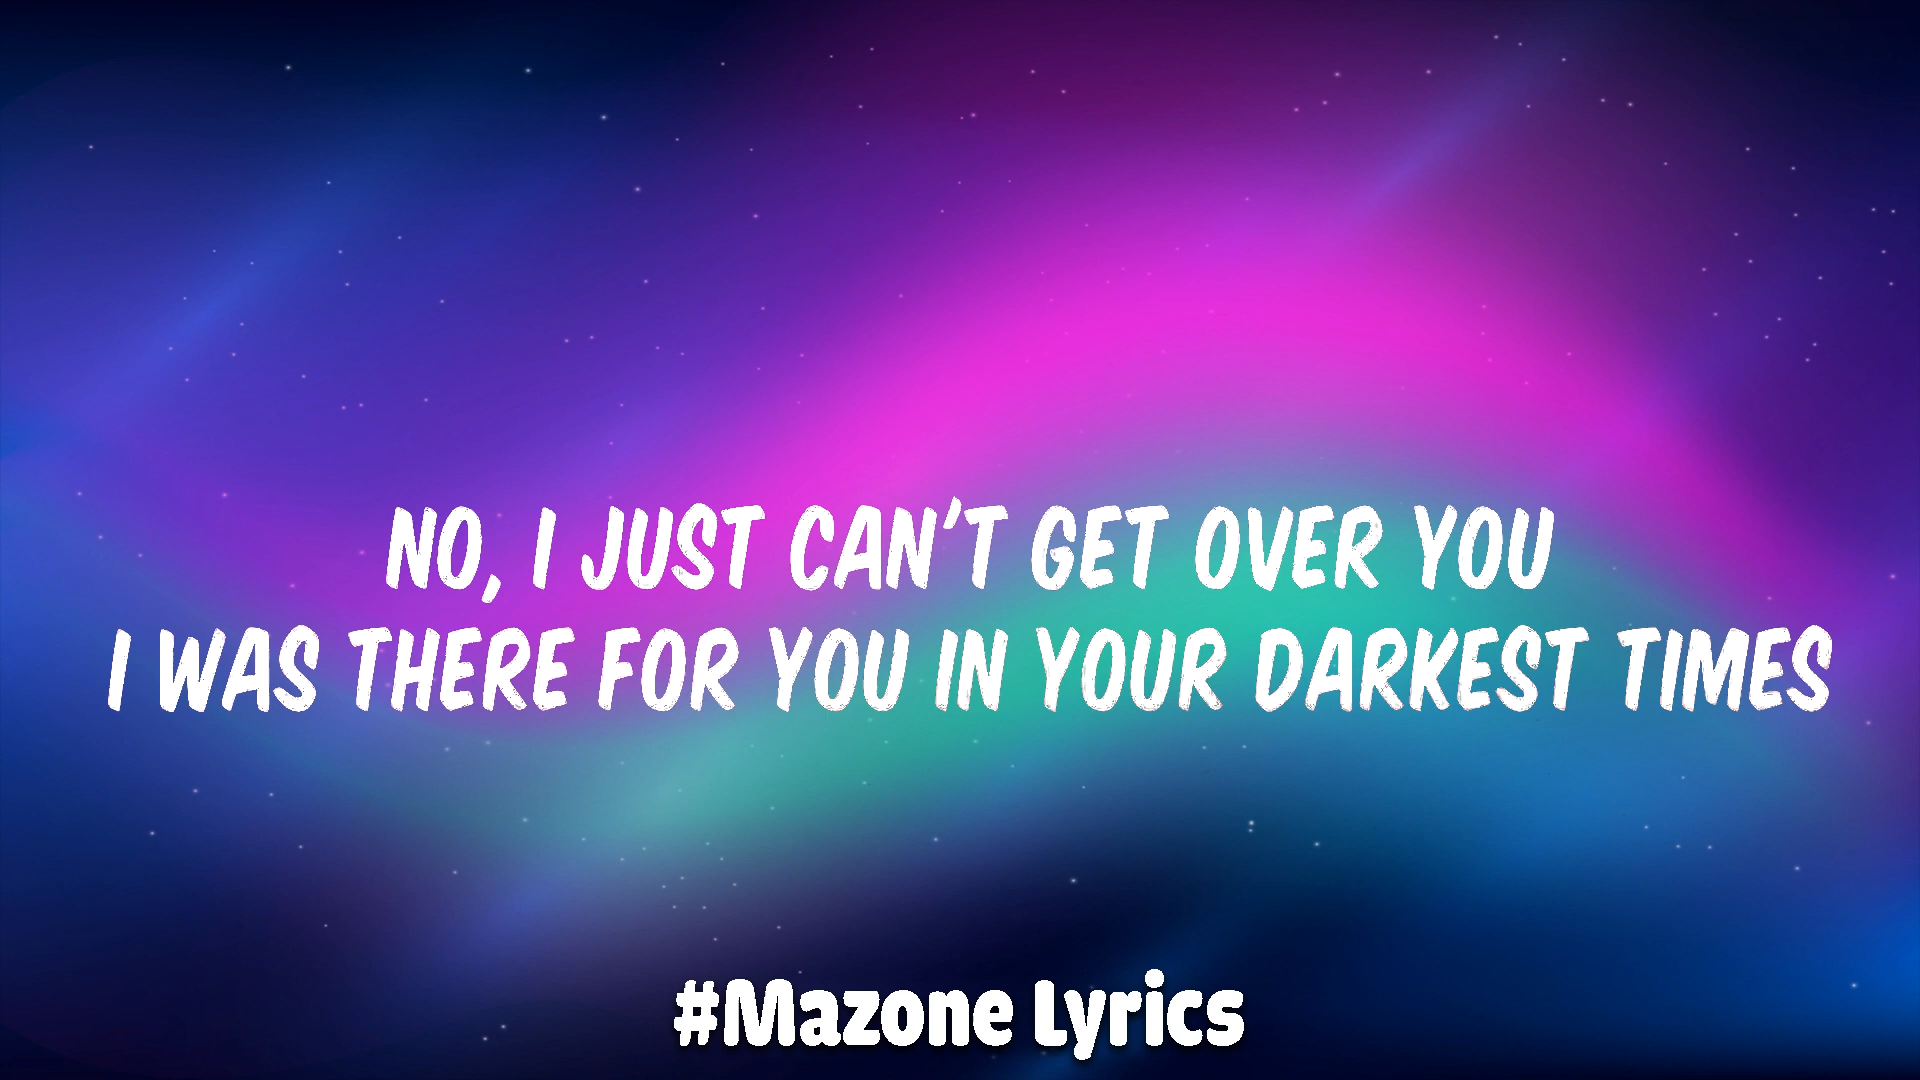 NO, I JUST CAN'T GET OVER YOU
I WAS THERE FOR YOU IN YOUR DARKEST TIMES
#Mazone Lyrics